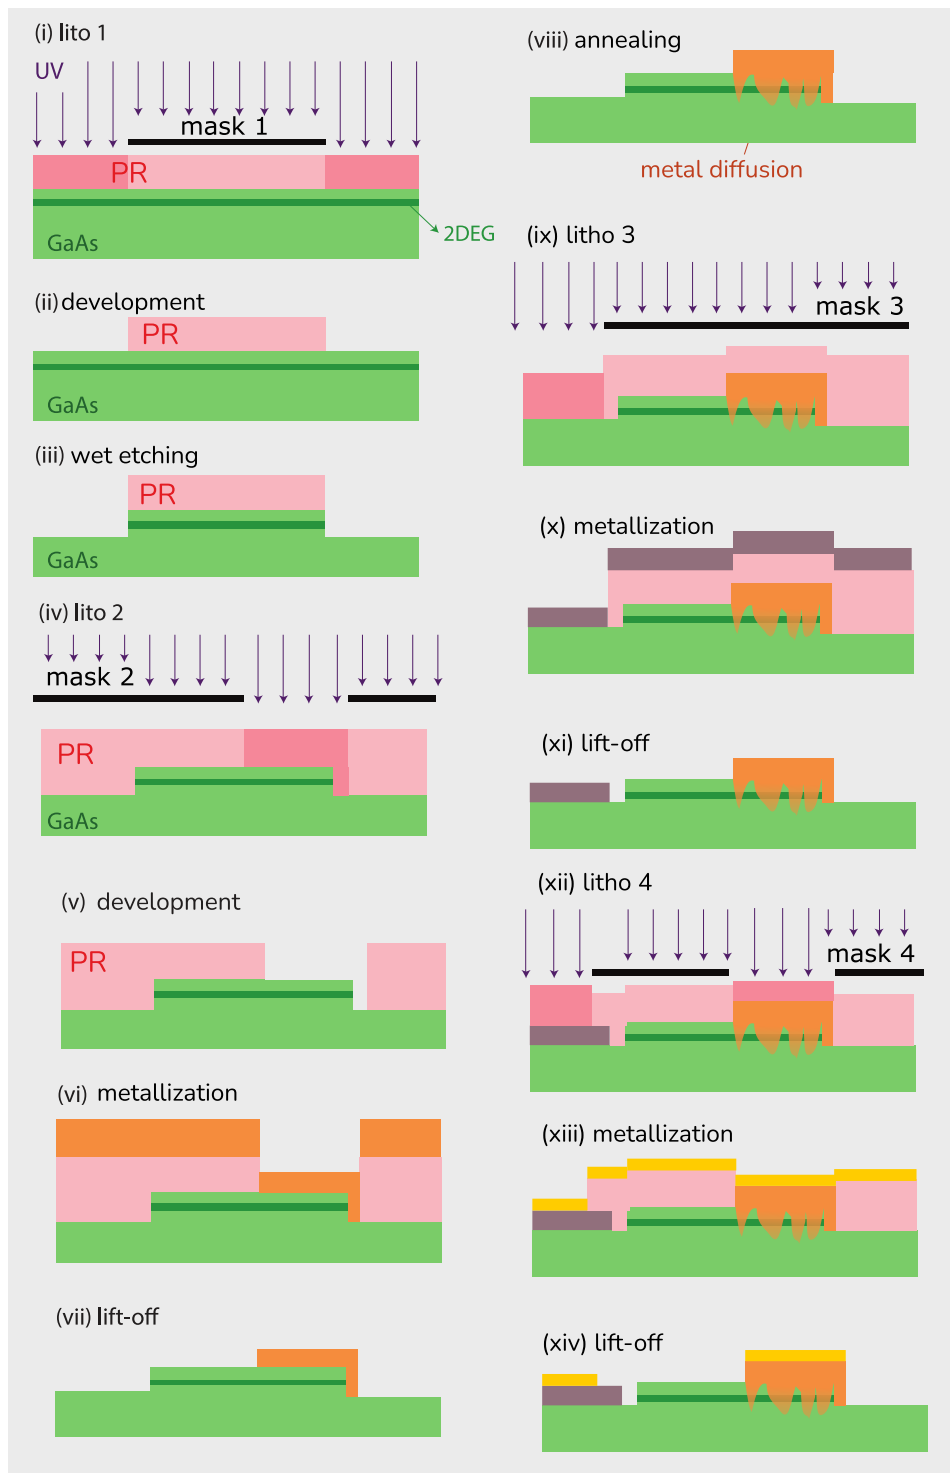 (i) lito 1
UV
mask 1
PR
2DEG
GaAs
(ii) development
PR
GaAs
(iii) wet etching
PR
GaAs
(iv) lito 2
mask 2
PR
GaAs
(v) development
PR
(vi) metallization
(vii) lift-off
(viii) annealing
metal diffusion
(ix) litho 3
mask 3
(x) metallization
(xi) lift-off
(xii) litho 4
mask 4
(xiii) metallization
(xiv) lift-off